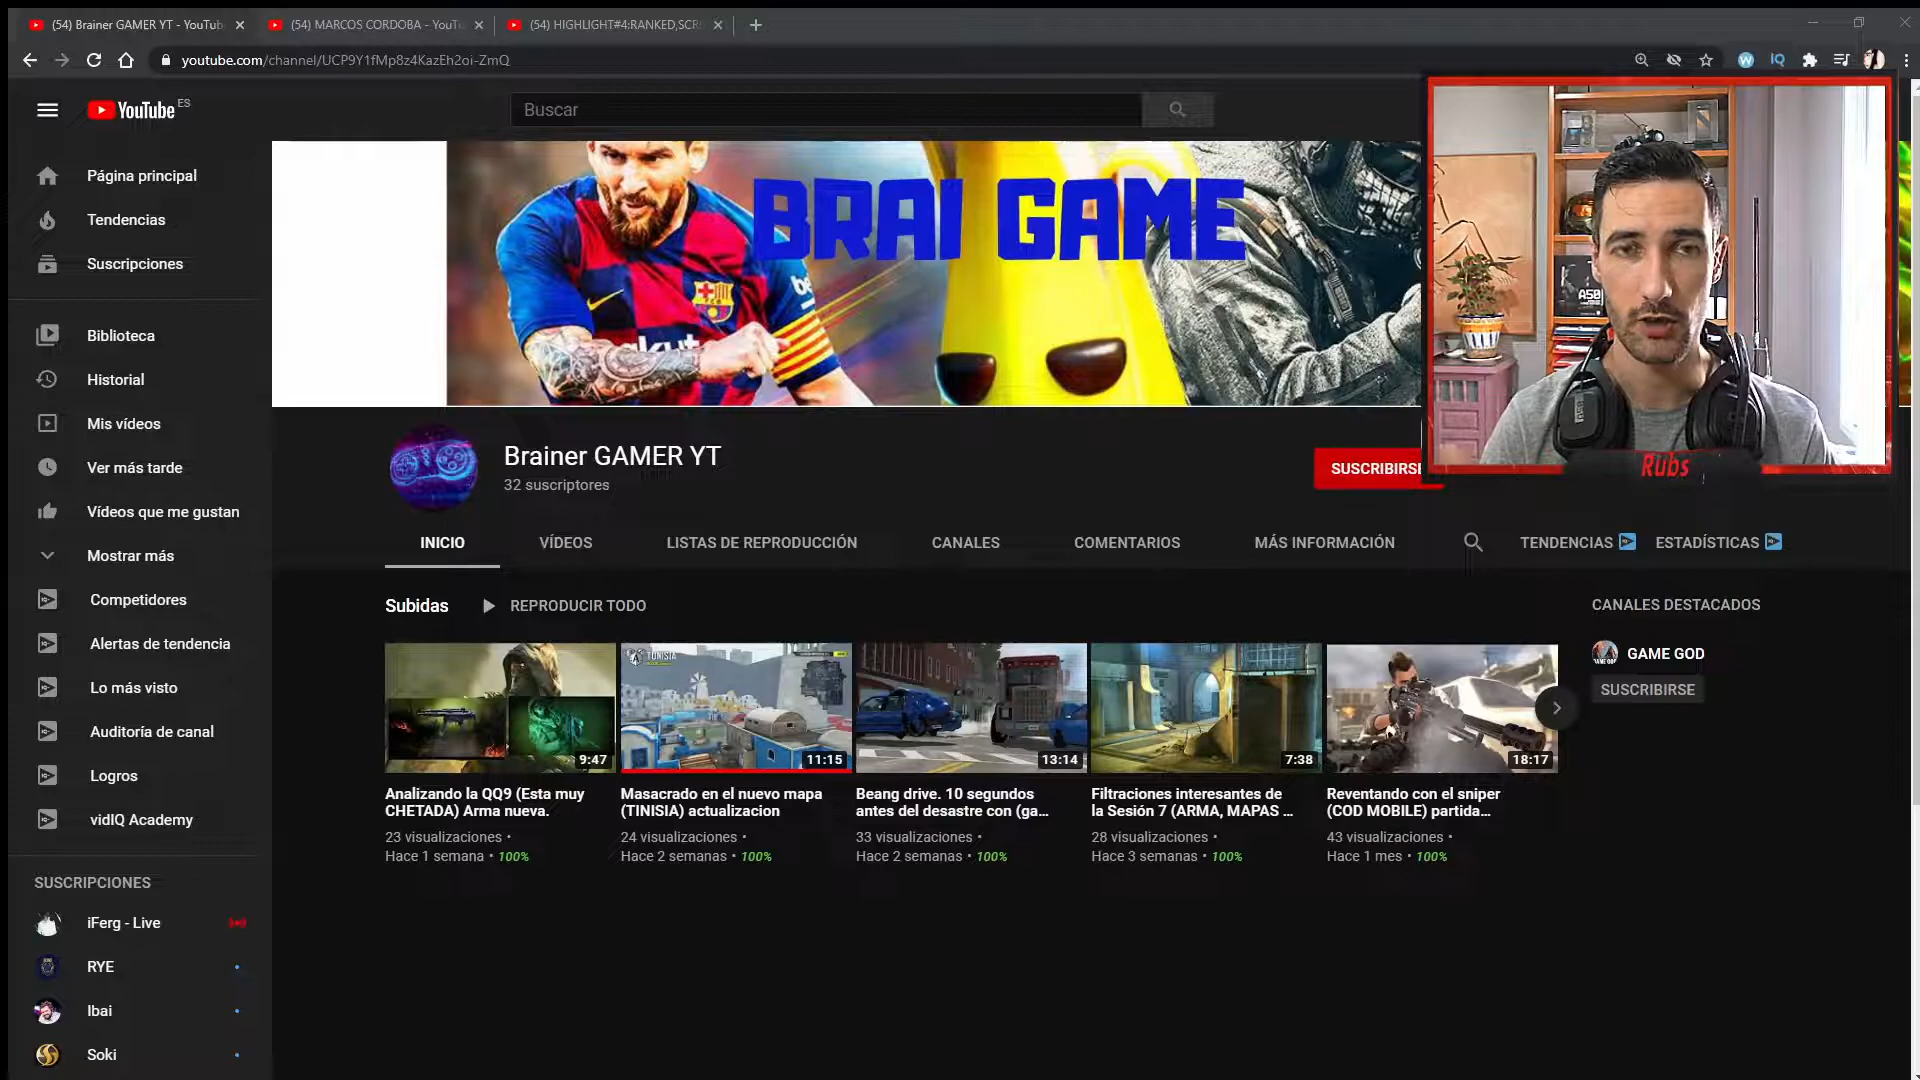 (54) Brainer GAMER YT - YouTub
(54) MARCOS CORDOBA - YouTu
(54) HIGHLIGHT#4:RANKED,SCR
youtube.com/channel/UCP9Y1fMp8z4KazEh2oi-ZmQ
YouTube ES
Buscar
Página principal
Tendencias
Suscripciones
Biblioteca
Historial
Mis vídeos
Ver más tarde
Vídeos que me gustan
Mostrar más
Competidores
Alertas de tendencia
Lo más visto
Auditoría de canal
Logros
vidIQ Academy
SUSCRIPCIONES
iFerg - Live
RYE
Ibai
Soki
BRAI GAME
A50
Rubs
Brainer GAMER YT
32 suscriptores
SUSCRIBIRSE
INICIO
VÍDEOS
LISTAS DE REPRODUCCIÓN
CANALES
COMENTARIOS
MÁS INFORMACIÓN
TENDENCIAS
ESTADÍSTICAS
Subidas
REPRODUCIR TODO
TUNISIA
9:47
11:15
13:14
7:38
18:17
Analizando la QQ9 (Esta muy
CHETADA) Arma nueva.
23 visualizaciones •
Hace 1 semana • 100%
Masacrado en el nuevo mapa
(TINISIA) actualizacion
24 visualizaciones •
Hace 2 semanas • 100%
Beang drive. 10 segundos
antes del desastre con (ga...
33 visualizaciones •
Hace 2 semanas • 100%
Filtraciones interesantes de
la Sesión 7 (ARMA, MAPAS ...
28 visualizaciones •
Hace 3 semanas • 100%
Reventando con el sniper
(COD MOBILE) partida...
43 visualizaciones •
Hace 1 mes • 100%
CANALES DESTACADOS
GAME GOD
SUSCRIBIRSE